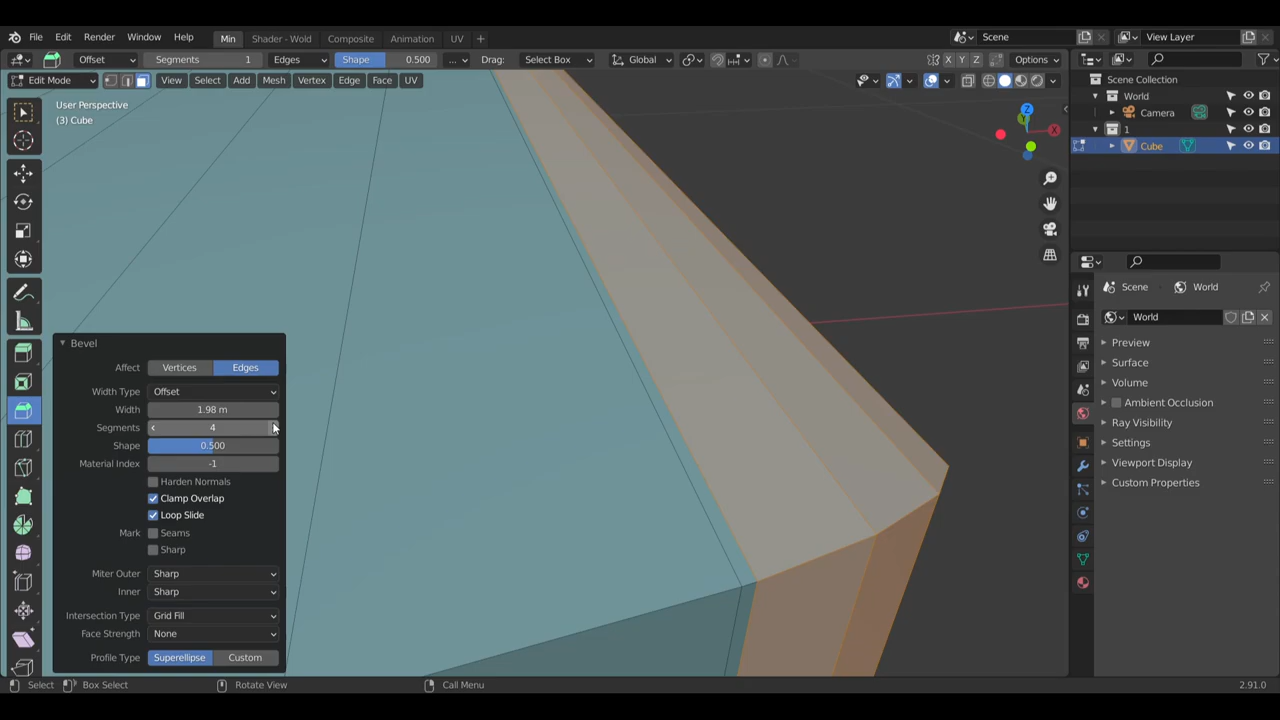 File Edit Render Window Help Min Shader - Wold Composite Animation UV + Scene View Layer
Offset Segments 1 Edges Shape 0.500 ... Drag: Select Box Global X Y Z Options
Edit Mode View Select Add Mesh Vertex Edge Face UV
Scene Collection
World
Camera
1
Cube
User Perspective
(3) Cube
Z
Y
X
Scene World
World
Preview
Surface
Volume
Ambient Occlusion
Ray Visibility
Settings
Viewport Display
Custom Properties
Bevel
Affect Vertices Edges
Width Type Offset
Width 1.98 m
Segments 4
Shape 0.500
Material Index -1
Harden Normals
Clamp Overlap
Loop Slide
Mark Seams
Sharp
Miter Outer Sharp
Inner Sharp
Intersection Type Grid Fill
Face Strength None
Profile Type Superellipse Custom
Select Box Select Rotate View Call Menu 2.91.0